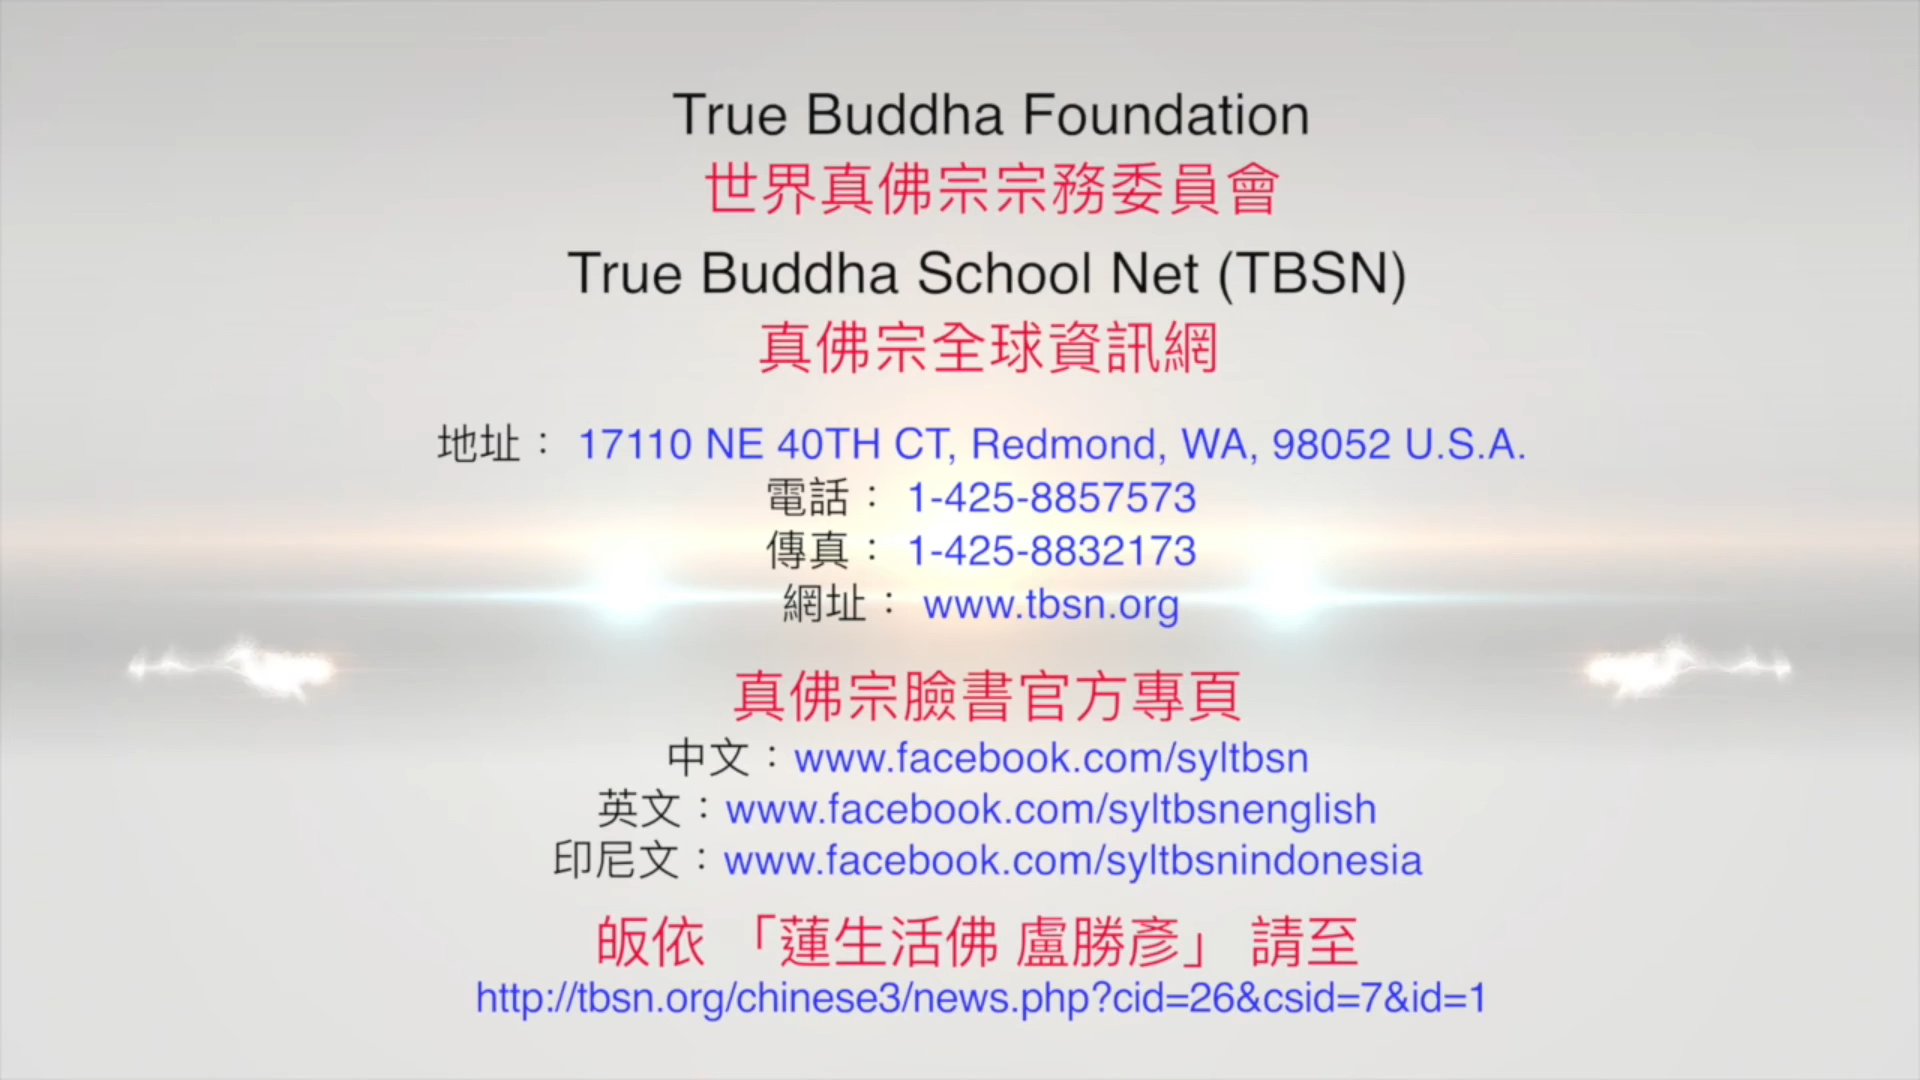 True Buddha Foundation
世界真佛宗宗務委員會
True Buddha School Net (TBSN)
真佛宗全球資訊網
地址： 17110 NE 40TH CT, Redmond, WA, 98052 U.S.A.
電話： 1-425-8857573
傳真： 1-425-8832173
網址： www.tbsn.org
真佛宗臉書官方專頁
中文：www.facebook.com/syltbsn
英文：www.facebook.com/syltbsnenglish
印尼文：www.facebook.com/syltbsnindonesia
皈依 「蓮生活佛 盧勝彥」 請至
http://tbsn.org/chinese3/news.php?cid=26&csid=7&id=1